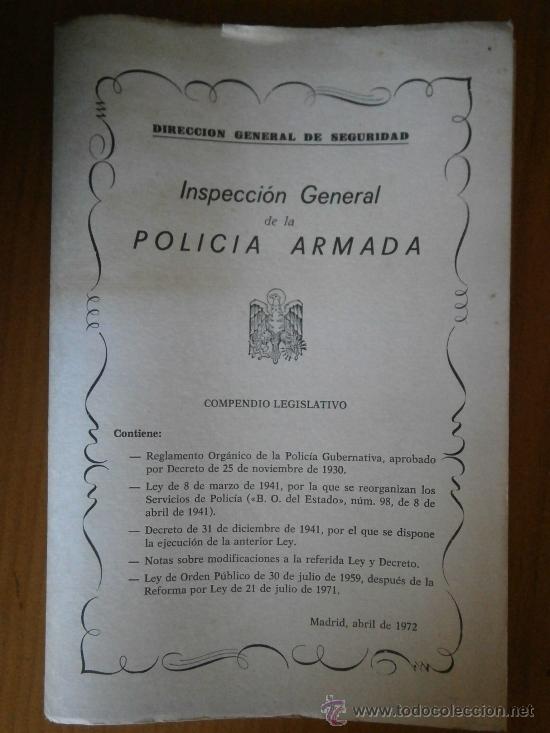 DIRECCION GENERAL DE SEGURIDAD
Inspección General
de la
POLICIA ARMADA
COMPENDIO LEGISLATIVO
Contiene:
— Reglamento Orgánico de la Policía Gubernativa, aprobado
por Decreto de 25 de noviembre de 1930.
— Ley de 8 de marzo de 1941, por la que se reorganizan los
Servicios de Policía («B. O. del Estado», núm. 98, de 8 de
abril de 1941).
— Decreto de 31 de diciembre de 1941, por el que se dispone
la ejecución de la anterior Ley.
— Notas sobre modificaciones a la referida Ley y Decreto.
— Ley de Orden Público de 30 de julio de 1959, después de la
Reforma por Ley de 21 de julio de 1971.
Madrid, abril de 1972
todocoleccion.net